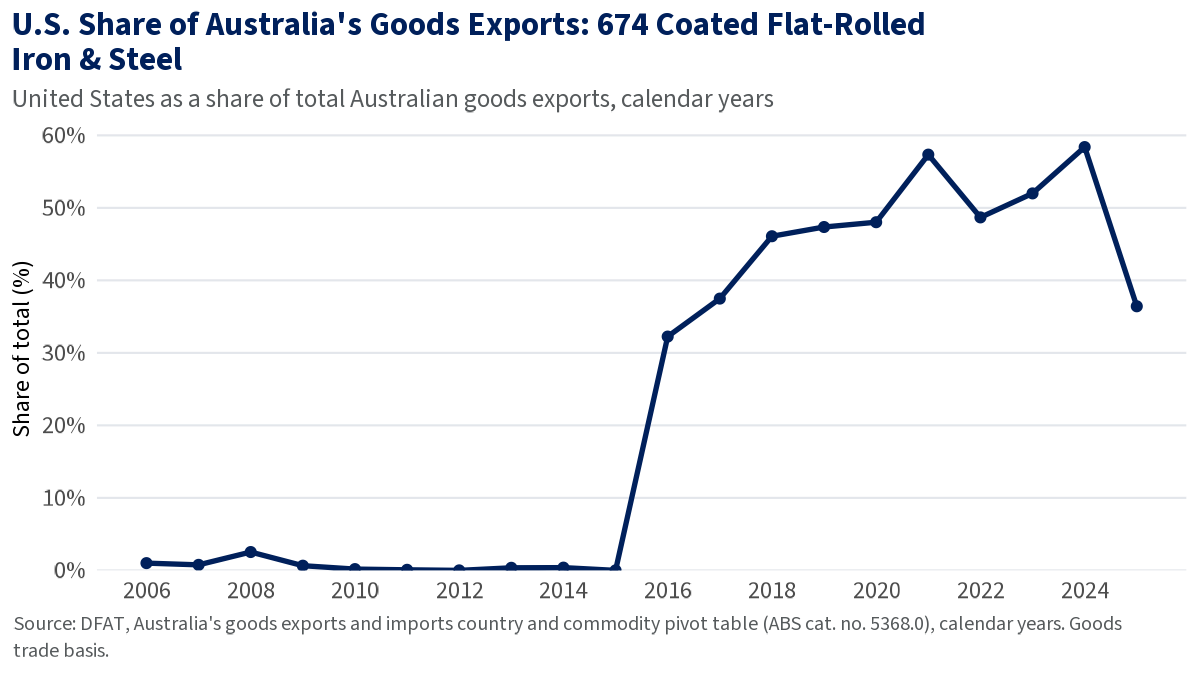 U.S. Share of Australia's Goods Exports: 674 Coated Flat-Rolled
Iron & Steel
United States as a share of total Australian goods exports, calendar years
Share of total (%)
60%
50%
40%
30%
20%
10%
0%
2006 2008 2010 2012 2014 2016 2018 2020 2022 2024
Source: DFAT, Australia's goods exports and imports country and commodity pivot table (ABS cat. no. 5368.0), calendar years. Goods
trade basis.